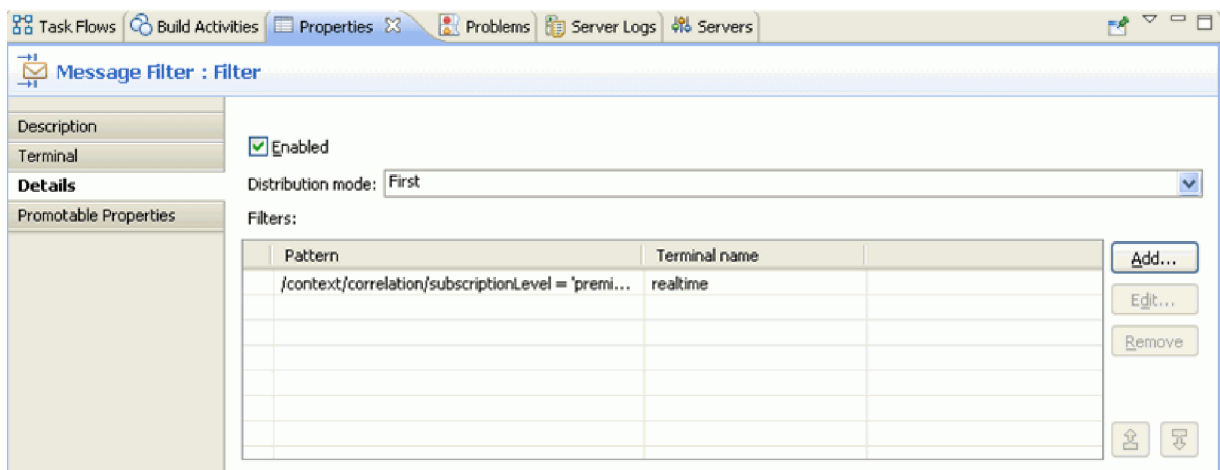 Task Flows Build Activities Properties Problems Server Logs Servers
Message Filter : Filter
Description
Terminal
Details
Promotable Properties
Enabled
Distribution mode: First
Filters:
Pattern Terminal name
/context/correlation/subscriptionLevel = 'premi... realtime
Add...
Edit...
Remove